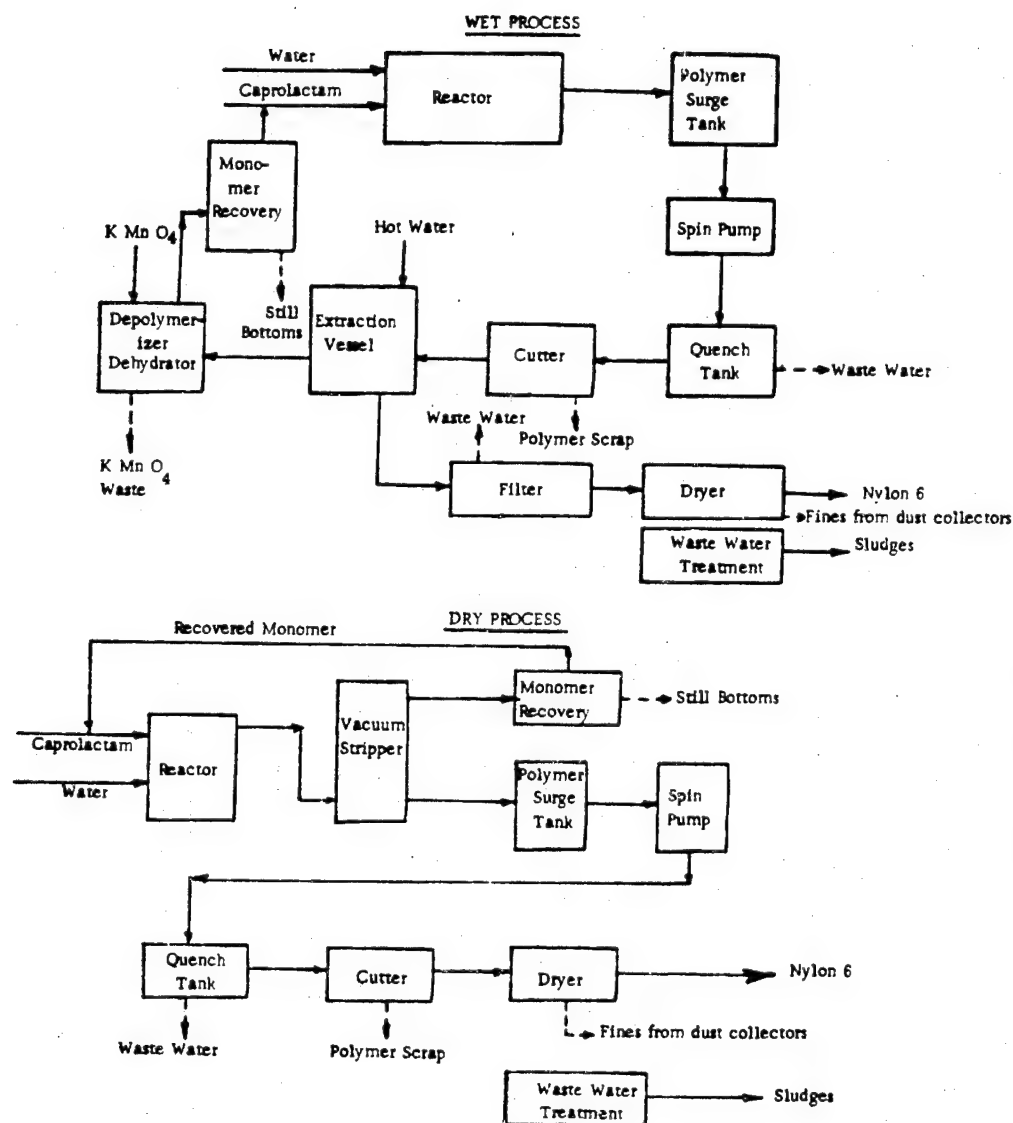 WET PROCESS
Water
Caprolactam
Reactor
Polymer
Surge
Tank
Mono-
mer
Recovery
K Mn O4
Hot Water
Spin Pump
Still
Bottoms
Depolymer-
izer
Dehydrator
Extraction
Vessel
Cutter
Quench
Tank
Waste Water
Waste Water
Polymer Scrap
K Mn O4
Waste
Filter
Dryer
Nylon 6
Fines from dust collectors
Waste Water
Treatment
Sludges
DRY PROCESS
Recovered Monomer
Monomer
Recovery
Still Bottoms
Vacuum
Stripper
Caprolactam
Reactor
Water
Polymer
Surge
Tank
Spin
Pump
Quench
Tank
Cutter
Dryer
Nylon 6
Waste Water
Polymer Scrap
Fines from dust collectors
Waste Water
Treatment
Sludges